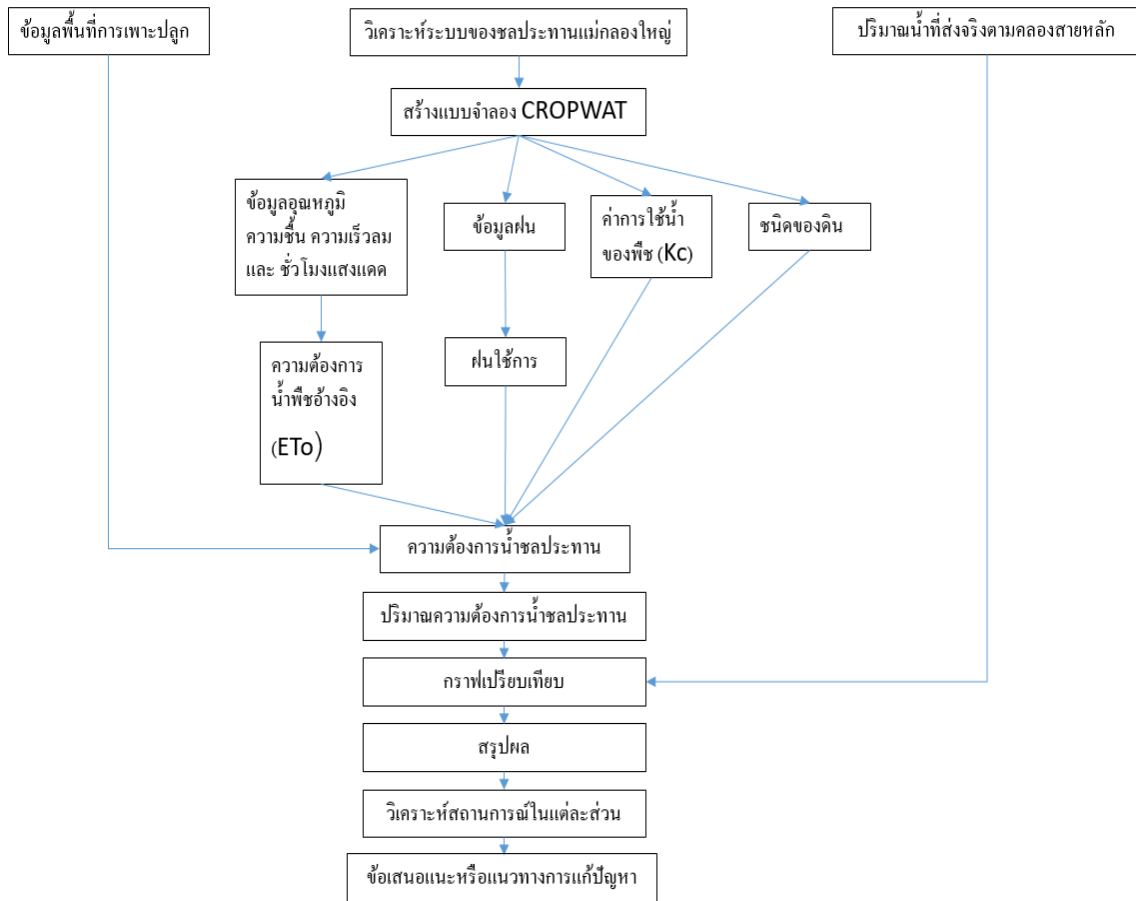 ข้อมูลพื้นที่การเพาะปลูก
วิเคราะห์ระบบของชลประทานแม่กลองใหญ่
ปริมาณน้ำที่ส่งจริงตามคลองสายหลัก
สร้างแบบจำลอง CROPWAT
ข้อมูลอุณหภูมิ
ความชื้น ความเร็วลม
และ ชั่วโมงแสงแดด
ข้อมูลฝน
ค่าการใช้น้ำ
ของพืช (Kc)
ชนิดของดิน
ความต้องการ
น้ำพืชอ้างอิง
(ETo)
ฝนใช้การ
ความต้องการน้ำชลประทาน
ปริมาณความต้องการน้ำชลประทาน
กราฟเปรียบเทียบ
สรุปผล
วิเคราะห์สถานการณ์ในแต่ละส่วน
ข้อเสนอแนะหรือแนวทางการแก้ปัญหา